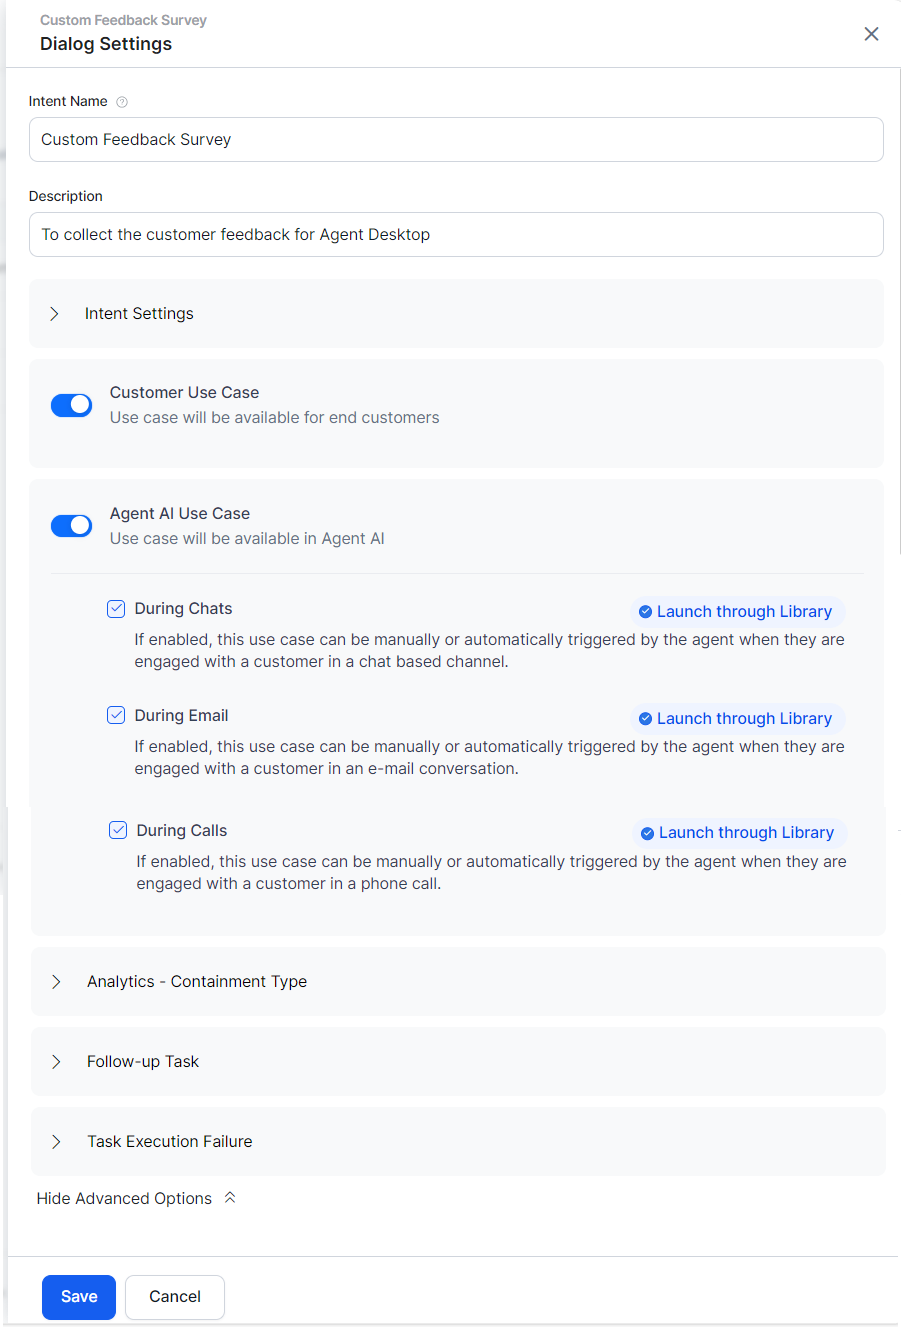 Custom Feedback Survey
Dialog Settings
Intent Name
Custom Feedback Survey
Description
To collect the customer feedback for Agent Desktop
Intent Settings
Customer Use Case
Use case will be available for end customers
Agent AI Use Case
Use case will be available in Agent AI
During Chats
Launch through Library
If enabled, this use case can be manually or automatically triggered by the agent when they are
engaged with a customer in a chat based channel.
During Email
Launch through Library
If enabled, this use case can be manually or automatically triggered by the agent when they are
engaged with a customer in an e-mail conversation.
During Calls
Launch through Library
If enabled, this use case can be manually or automatically triggered by the agent when they are
engaged with a customer in a phone call.
Analytics - Containment Type
Follow-up Task
Task Execution Failure
Hide Advanced Options
Save
Cancel